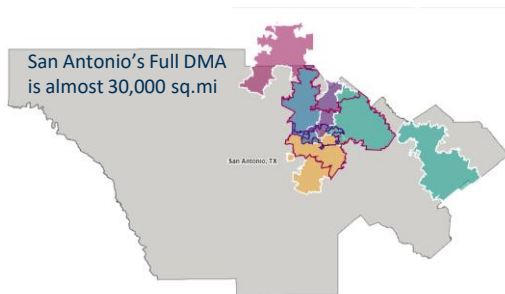 San Antonio's Full DMA
is almost 30,000 sq.mi
San Antonio, TX